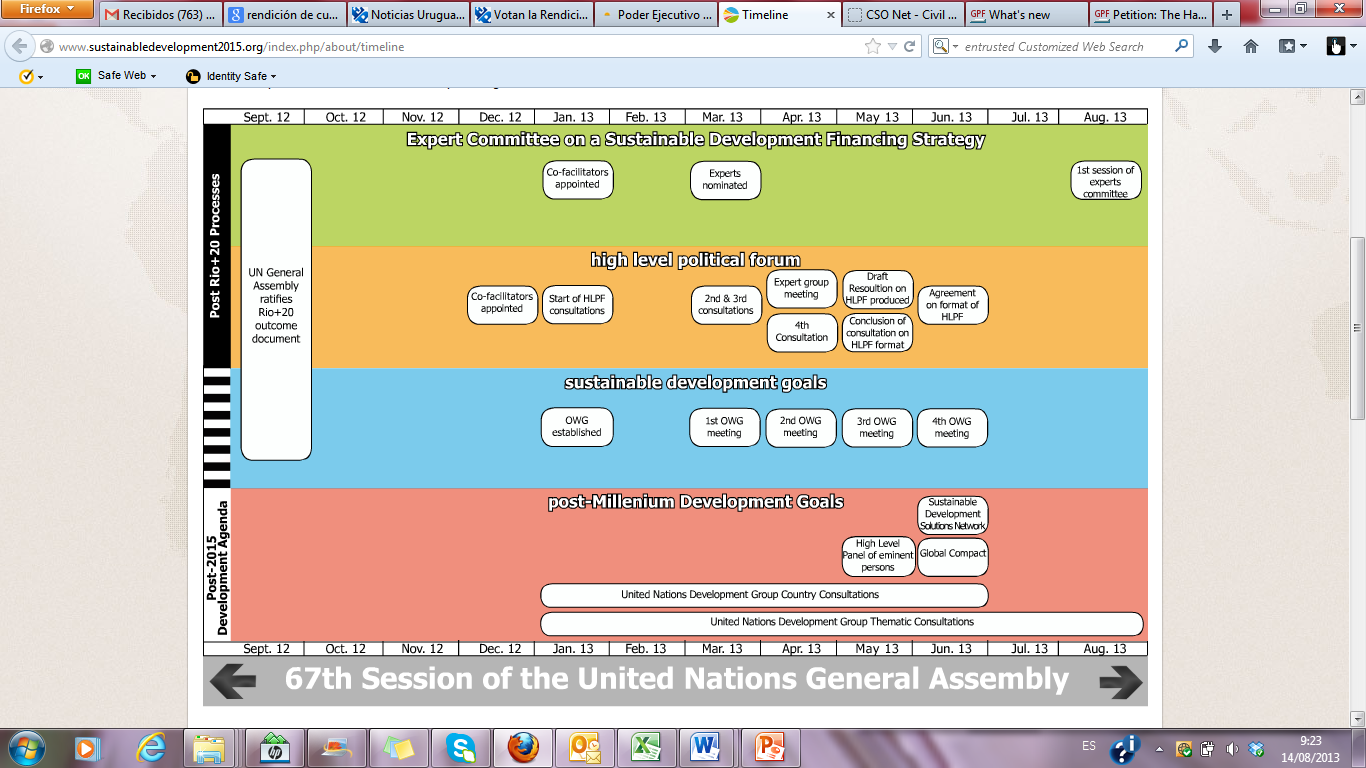 Firefox
Recibidos (763) ...
rendición de cu...
Noticias Urugua...
Votan la Rendici...
Poder Ejecutivo ...
Timeline
CSO Net - Civil ...
GPF What's new
GPF Petition: The Ha...
www.sustainabledevelopment2015.org/index.php/about/timeline
entrusted Customized Web Search
OK Safe Web
Identity Safe
Sept. 12 Oct. 12 Nov. 12 Dec. 12 Jan. 13 Feb. 13 Mar. 13 Apr. 13 May. 13 Jun. 13 Jul. 13 Aug. 13
Post Rio+20 Processes
Expert Committee on a Sustainable Development Financing Strategy
UN General
Assembly
ratifies
Rio+20
outcome
document
Co-facilitators
appointed
Experts
nominated
1st session of
experts
committee
high level political forum
Co-facilitators
appointed
Start of HLPF
consultations
2nd & 3rd
consultations
Expert group
meeting
4th
Consultation
Draft
Resoultion on
HLPF produced
Conclusion of
consultation on
HLPF format
Agreement
on format of
HLPF
sustainable development goals
OWG
established
1st OWG
meeting
2nd OWG
meeting
3rd OWG
meeting
4th OWG
meeting
Post-2015
Development Agenda
post-Millenium Development Goals
Sustainable
Development
Solutions Network
High Level
Panel of eminent
persons
Global Compact
United Nations Development Group Country Consultations
United Nations Development Group Thematic Consultations
Sept. 12 Oct. 12 Nov. 12 Dec. 12 Jan. 13 Feb. 13 Mar. 13 Apr. 13 May. 13 Jun. 13 Jul. 13 Aug. 13
67th Session of the United Nations General Assembly
ES
9:23
14/08/2013